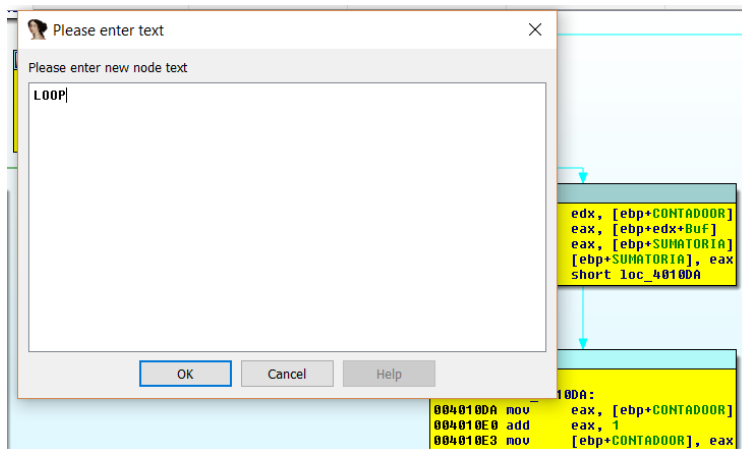 Please enter text
Please enter new node text
LOOP
OK
Cancel
Help
edx, [ebp+CONTADOOR]
eax, [ebp+edx+Buf]
eax, [ebp+SUMATORIA]
[ebp+SUMATORIA], eax
short loc_4010DA
10DA:
004010DA mov eax, [ebp+CONTADOOR]
004010E0 add eax, 1
004010E3 mov [ebp+CONTADOOR], eax